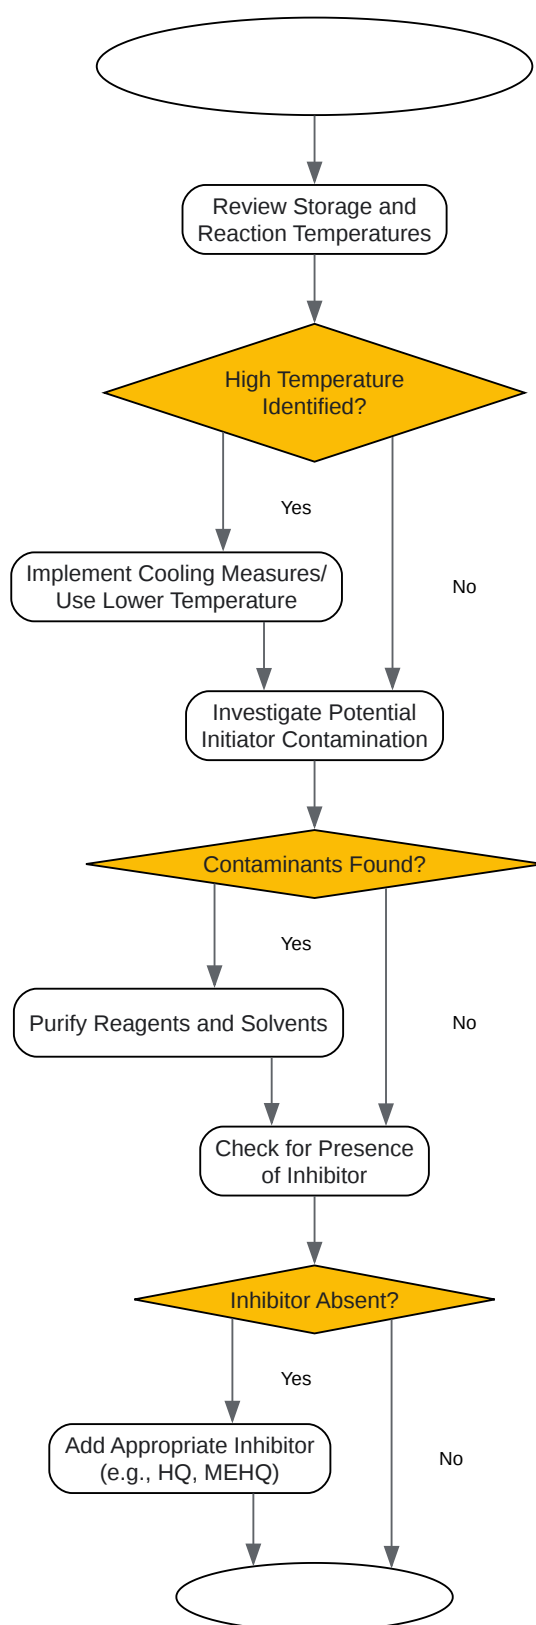 Review Storage and
Reaction Temperatures
High Temperature
Identified?
Yes
Implement Cooling Measures/
Use Lower Temperature
No
Investigate Potential
Initiator Contamination
Contaminants Found?
Yes
Purify Reagents and Solvents
No
Check for Presence
of Inhibitor
Inhibitor Absent?
Yes
Add Appropriate Inhibitor
(e.g., HQ, MEHQ)
No